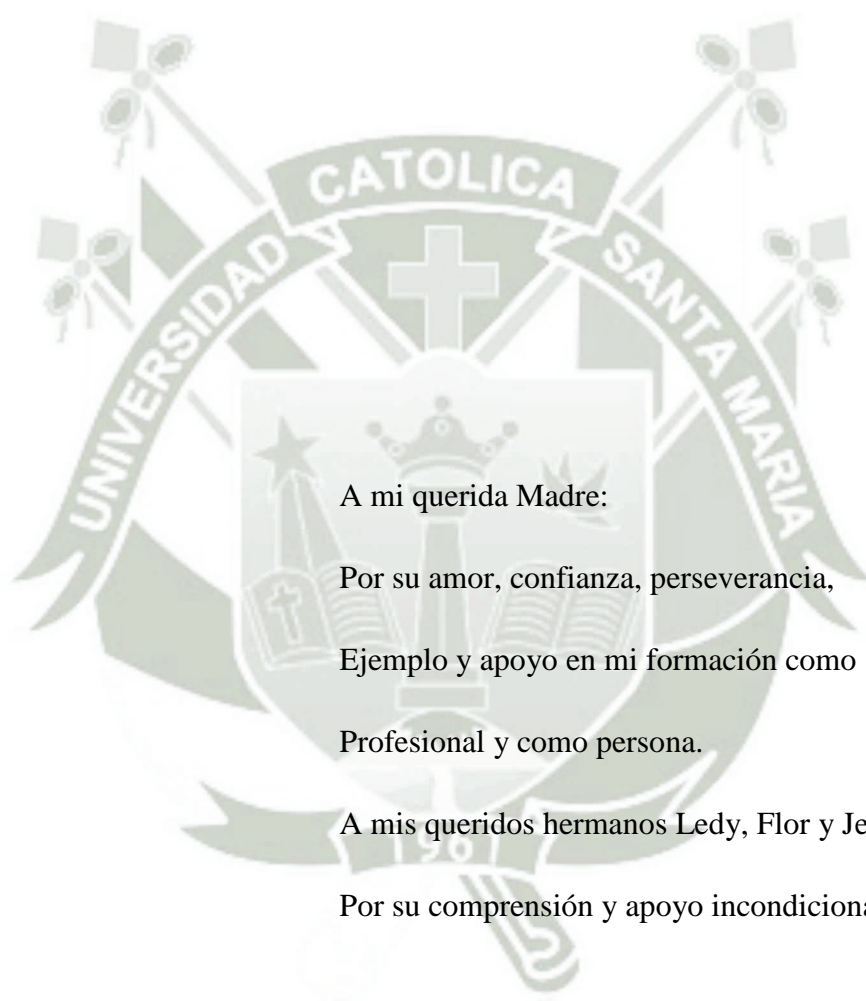 CATOLICA
UNIVERSIDAD
SANTA MARIA
A mi querida Madre:
Por su amor, confianza, perseverancia,
Ejemplo y apoyo en mi formación como
Profesional y como persona.
A mis queridos hermanos Ledy, Flor y
Por su comprensión y apoyo